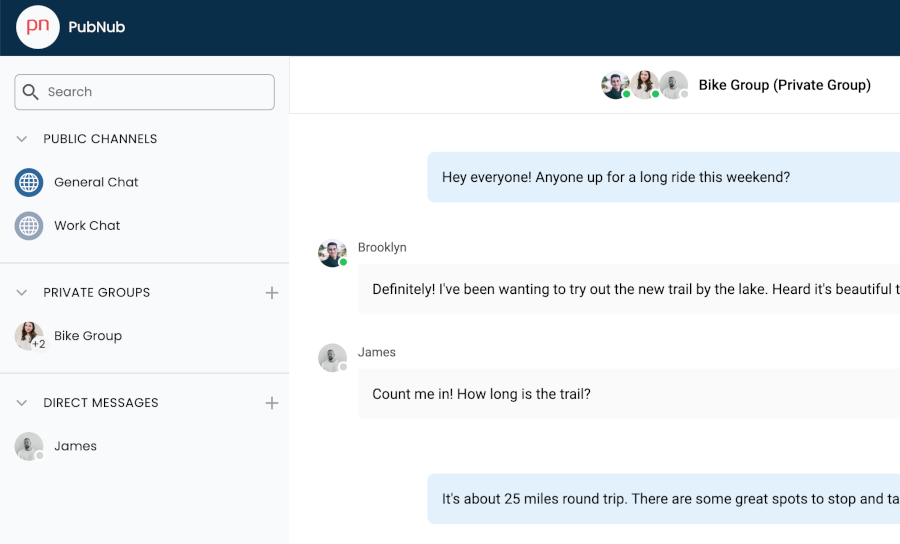 pn PubNub
Search
Bike Group (Private Group)
PUBLIC CHANNELS
General Chat
Work Chat
PRIVATE GROUPS
+2 Bike Group
DIRECT MESSAGES
James
Hey everyone! Anyone up for a long ride this weekend?
Brooklyn
Definitely! I've been wanting to try out the new trail by the lake. Heard it's beautiful t
James
Count me in! How long is the trail?
It's about 25 miles round trip. There are some great spots to stop and ta